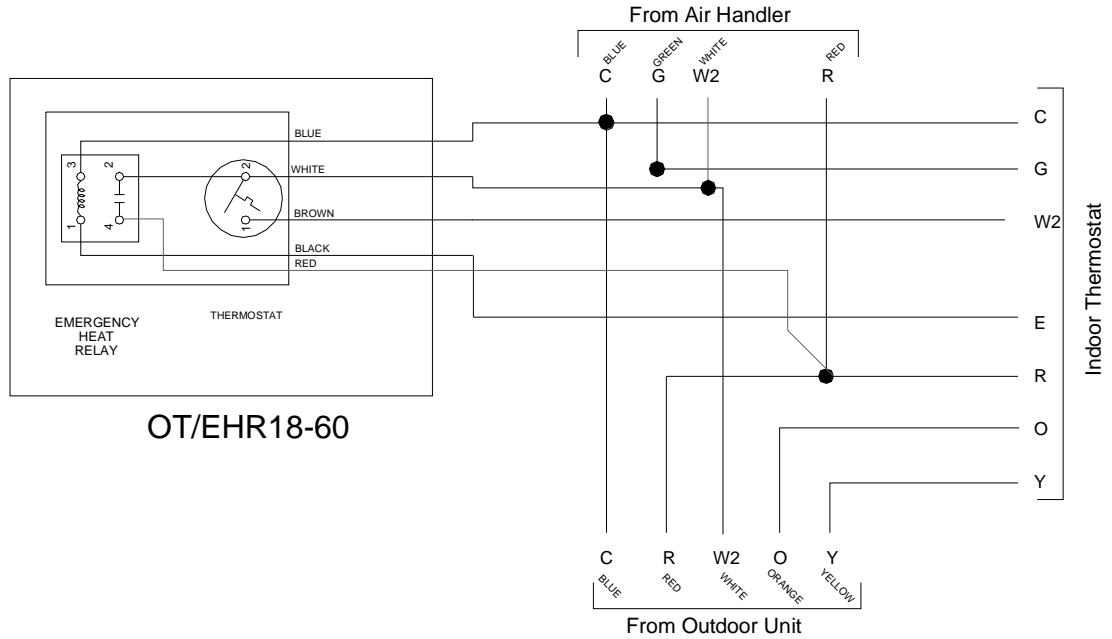 From Air Handler
BLUE GREEN WHITE RED
C G W2 R
C
BLUE
3 2
WHITE
2
G
BROWN
1
W2
1 4
BLACK
RED
THERMOSTAT
EMERGENCY
HEAT
RELAY
E
R
OT/EHR18-60
O
Y
Indoor Thermostat
C R W2 O Y
BLUE RED WHITE ORANGE YELLOW
From Outdoor Unit